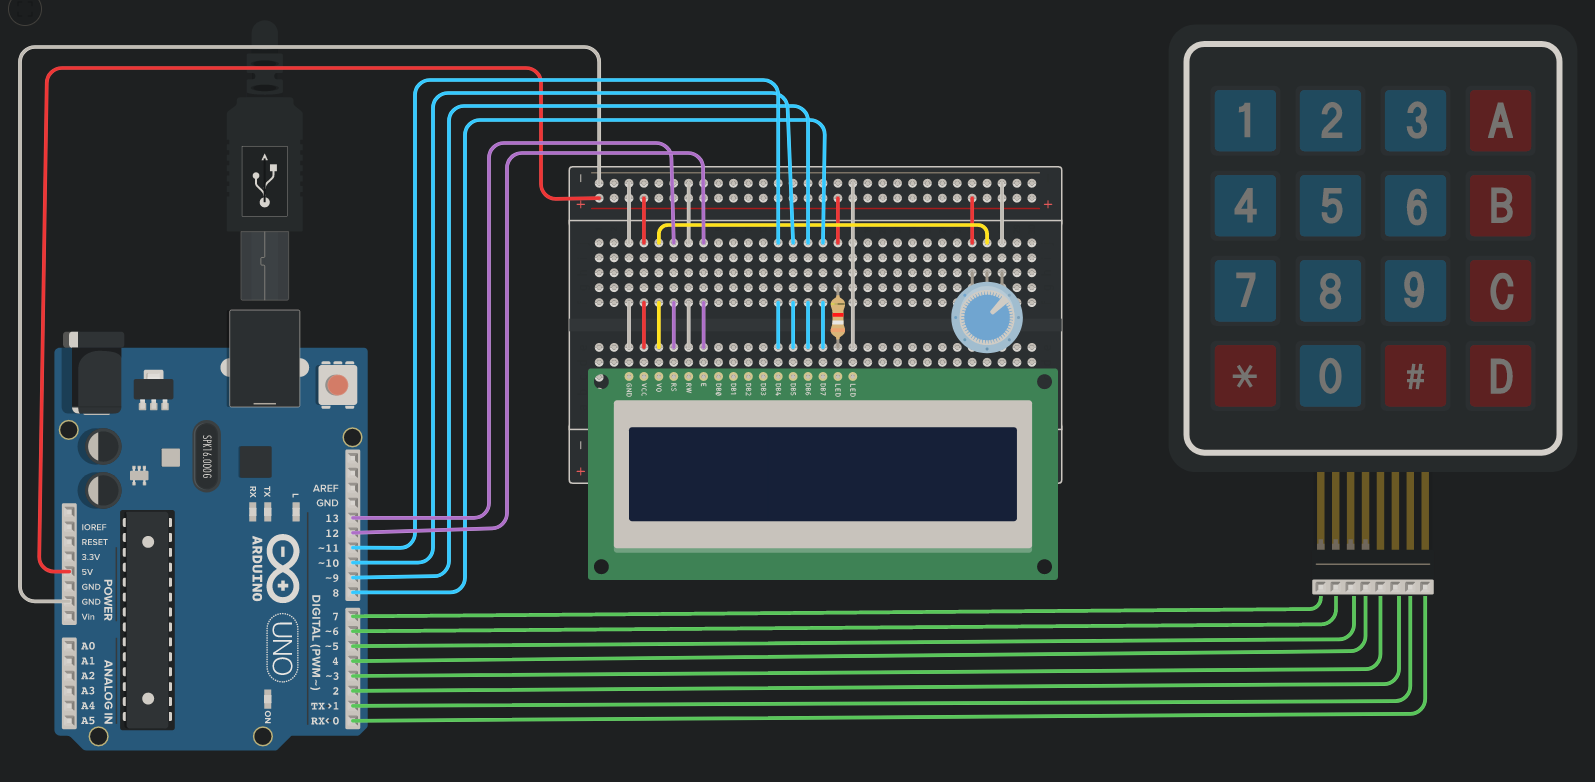 1 2 3 A
4 5 6 B
7 8 9 C
* 0 # D
SPK16.000G
RX TX L
AREF
GND
13
12
~11
~10
~9
8
7
~6
~5
4
~3
2
TX>1
RX<0
DIGITAL (PWM~)
IOREF
RESET
3.3V
5V
GND
GND
Vin
POWER
A0
A1
A2
A3
A4
A5
ANALOG IN
ARDUINO
UNO
ON
- +
+
GND VCC VO RS RW E DB0 DB1 DB2 DB3 DB4 DB5 DB6 DB7 LED LED
-
+